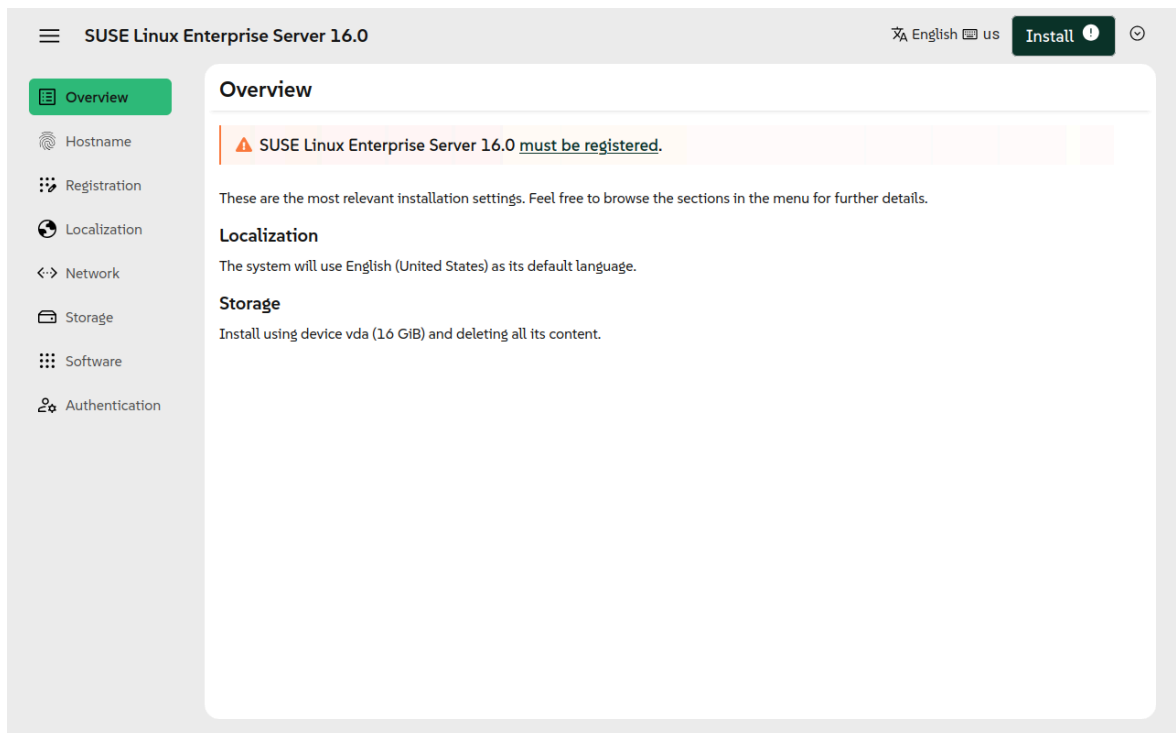 SUSE Linux Enterprise Server 16.0
English us
Install
Overview
Hostname
Registration
Localization
Network
Storage
Software
Authentication
Overview
SUSE Linux Enterprise Server 16.0 must be registered.
These are the most relevant installation settings. Feel free to browse the sections in the menu for further details.
Localization
The system will use English (United States) as its default language.
Storage
Install using device vda (16 GiB) and deleting all its content.